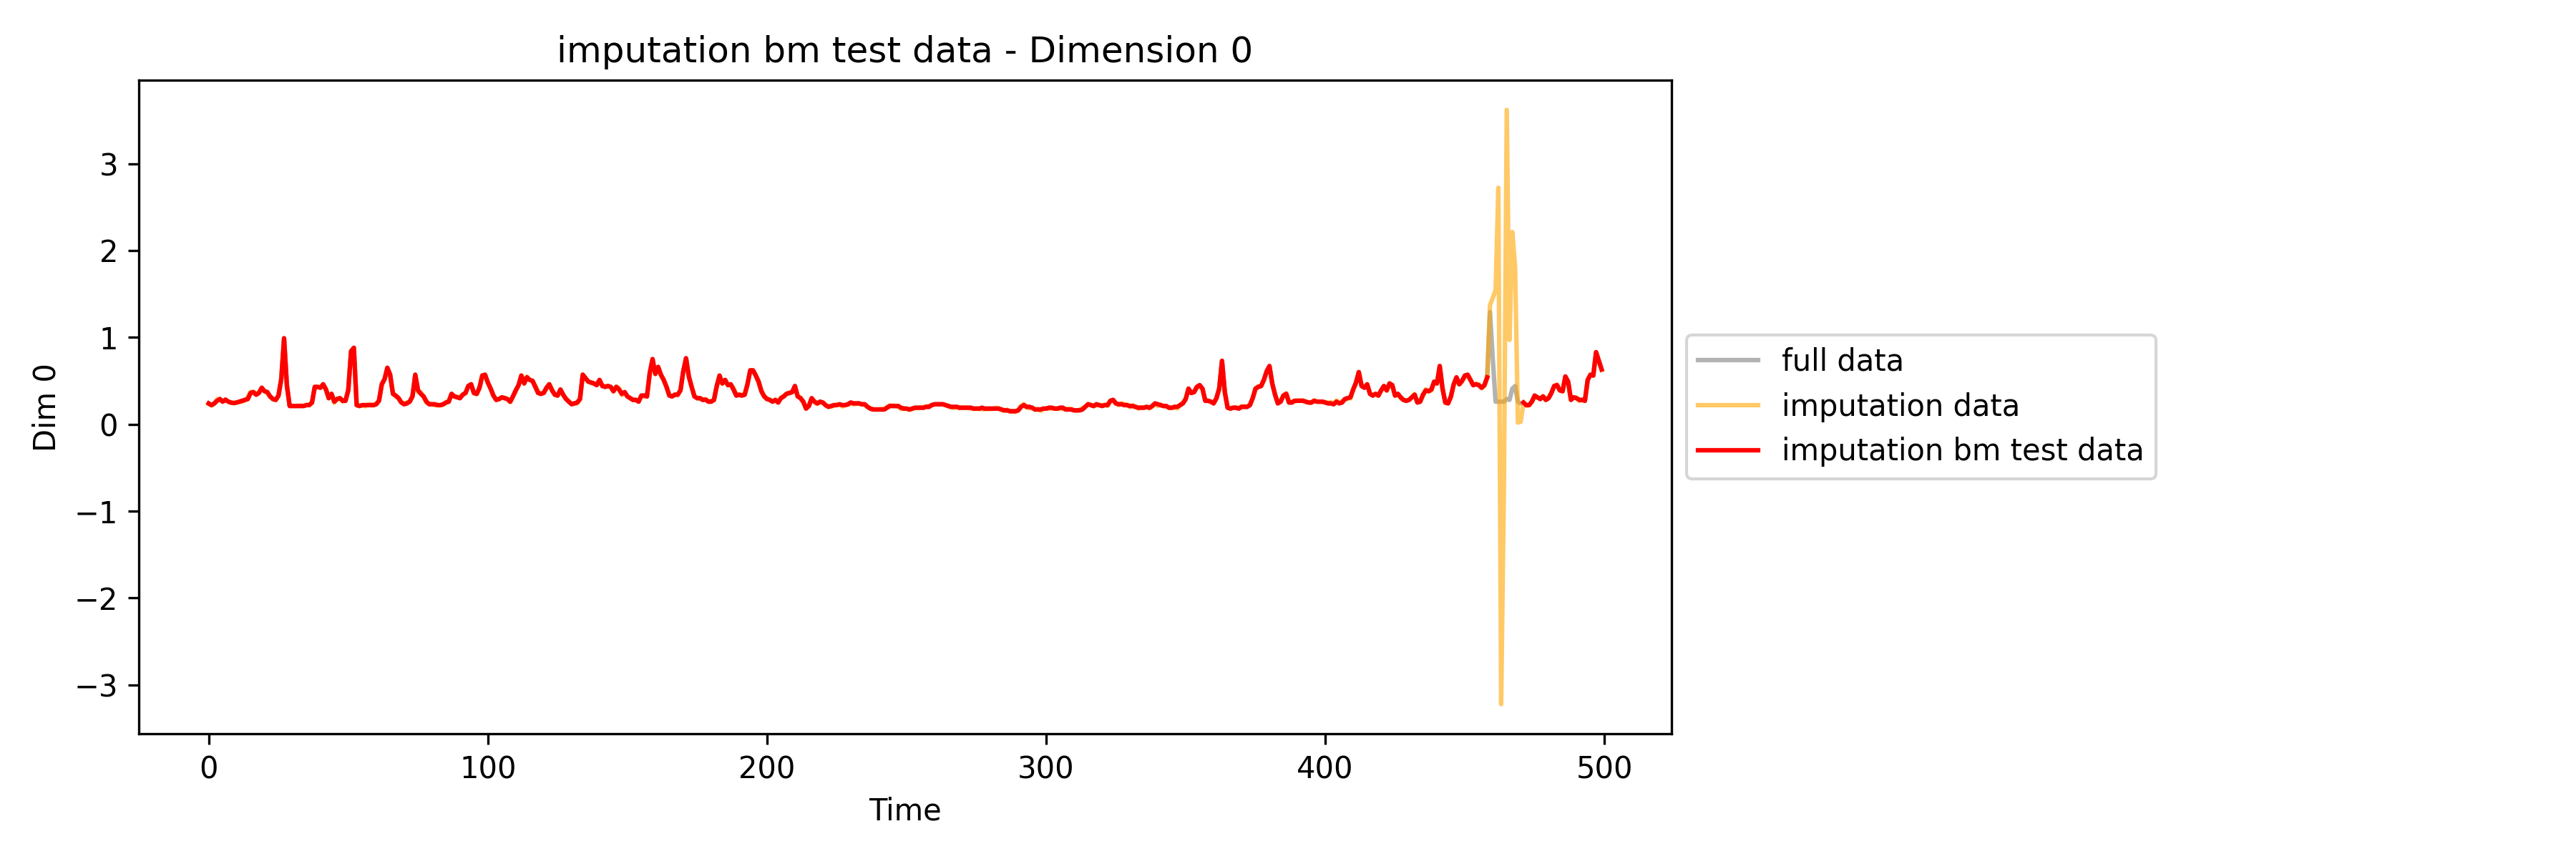 imputation bm test data - Dimension 0
3
2
1
0
−1
−2
−3
Dim 0
0 100 200 300 400 500
Time
full data
imputation data
imputation bm test data